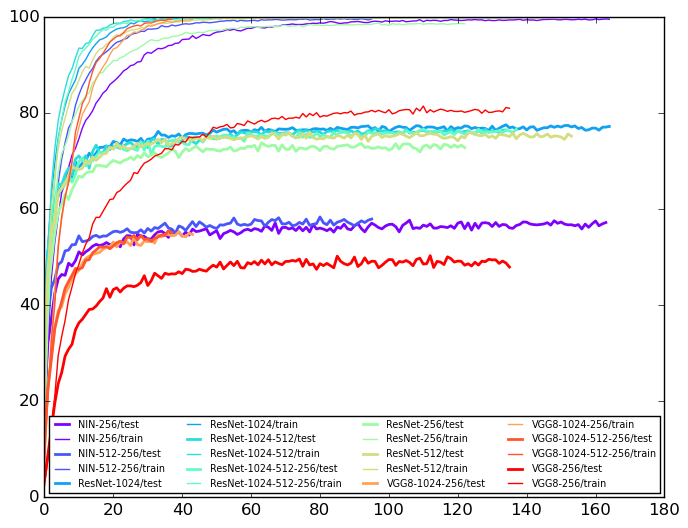 100
80
60
40
20
0
NIN-256/test
NIN-256/train
NIN-512-256/test
NIN-512-256/train
ResNet-1024/test
ResNet-1024/train
ResNet-1024-512/test
ResNet-1024-512/train
ResNet-1024-512-256/test
ResNet-1024-512-256/train
ResNet-256/test
ResNet-256/train
ResNet-512/test
ResNet-512/train
VGG8-1024-256/test
VGG8-1024-256/train
VGG8-1024-512-256/test
VGG8-1024-512-256/train
VGG8-256/test
VGG8-256/train
0 20 40 60 80 100 120 140 160 180